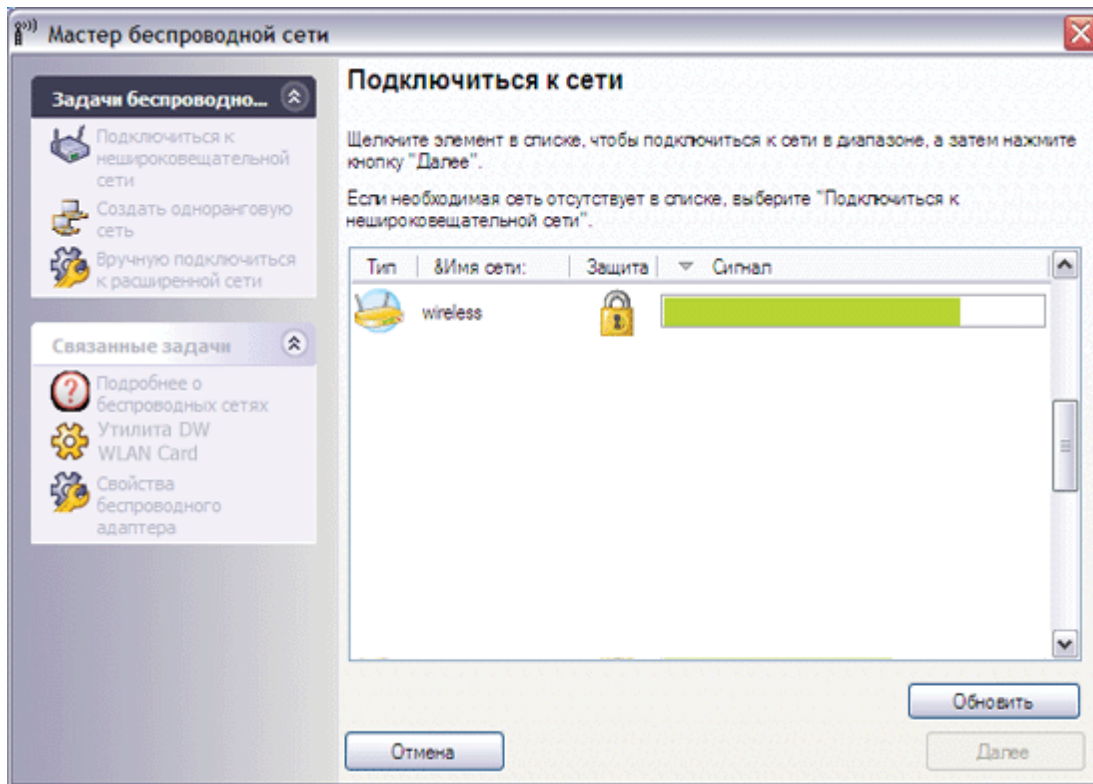 Мастер беспроводной сети
Задачи беспроводно...
Подключиться к
нешироковещательной
сети
Создать одноранговую
сеть
Вручную подключиться
к расширенной сети
Связанные задачи
Подробнее о
беспроводных сетях
Утилита DW
WLAN Card
Свойства
беспроводного
адаптера
Подключиться к сети
Щелкните элемент в списке, чтобы подключиться к сети в диапазоне, а затем нажмите
кнопку "Далее".
Если необходимая сеть отсутствует в списке, выберите "Подключиться к
нешироковещательной сети".
Тип &Имя сети: Защита Сигнал
wireless
Обновить
Отмена Далее